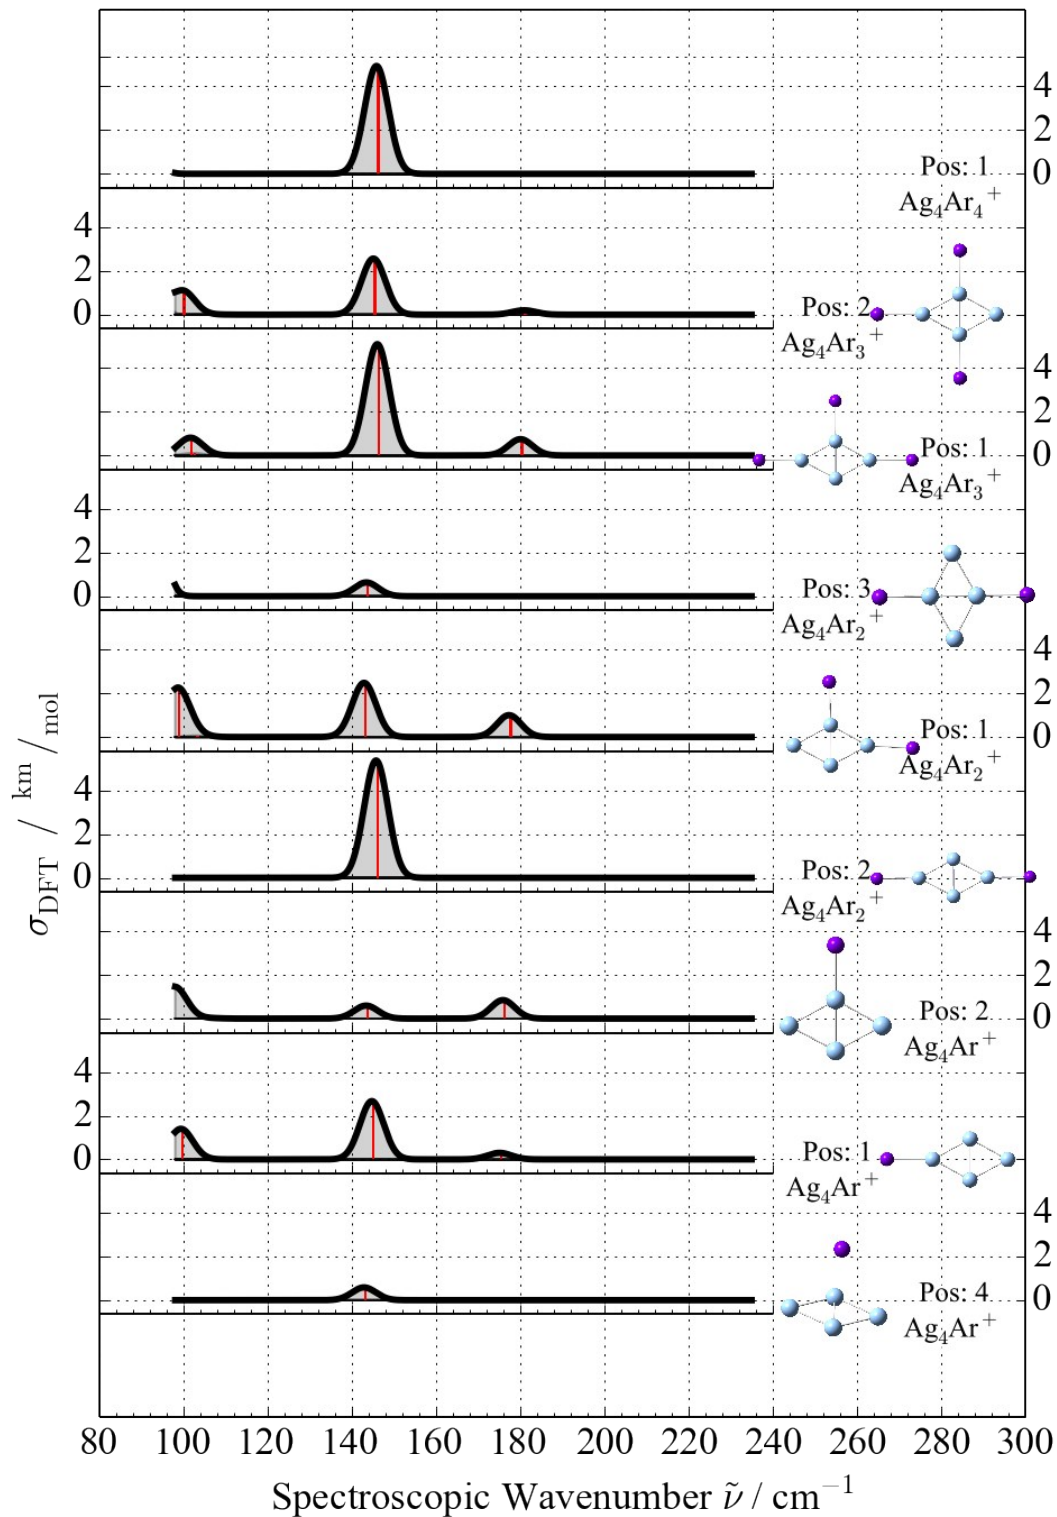 4
2
0
Pos: 1
Ag₄Ar₄⁺
4
2
0
Pos: 2
Ag₄Ar₃⁺
4
2
0
Pos: 1
Ag₄Ar₃⁺
4
2
0
Pos: 3
Ag₄Ar₂⁺
4
2
0
Pos: 1
Ag₄Ar₂⁺
4
2
0
Pos: 2
Ag₄Ar₂⁺
4
2
0
Pos: 2
Ag₄Ar⁺
4
2
0
Pos: 1
Ag₄Ar⁺
4
2
0
Pos: 4
Ag₄Ar⁺
σ_DFT / km / mol
80 100 120 140 160 180 200 220 240 260 280 300
Spectroscopic Wavenumber ν̃ / cm⁻¹